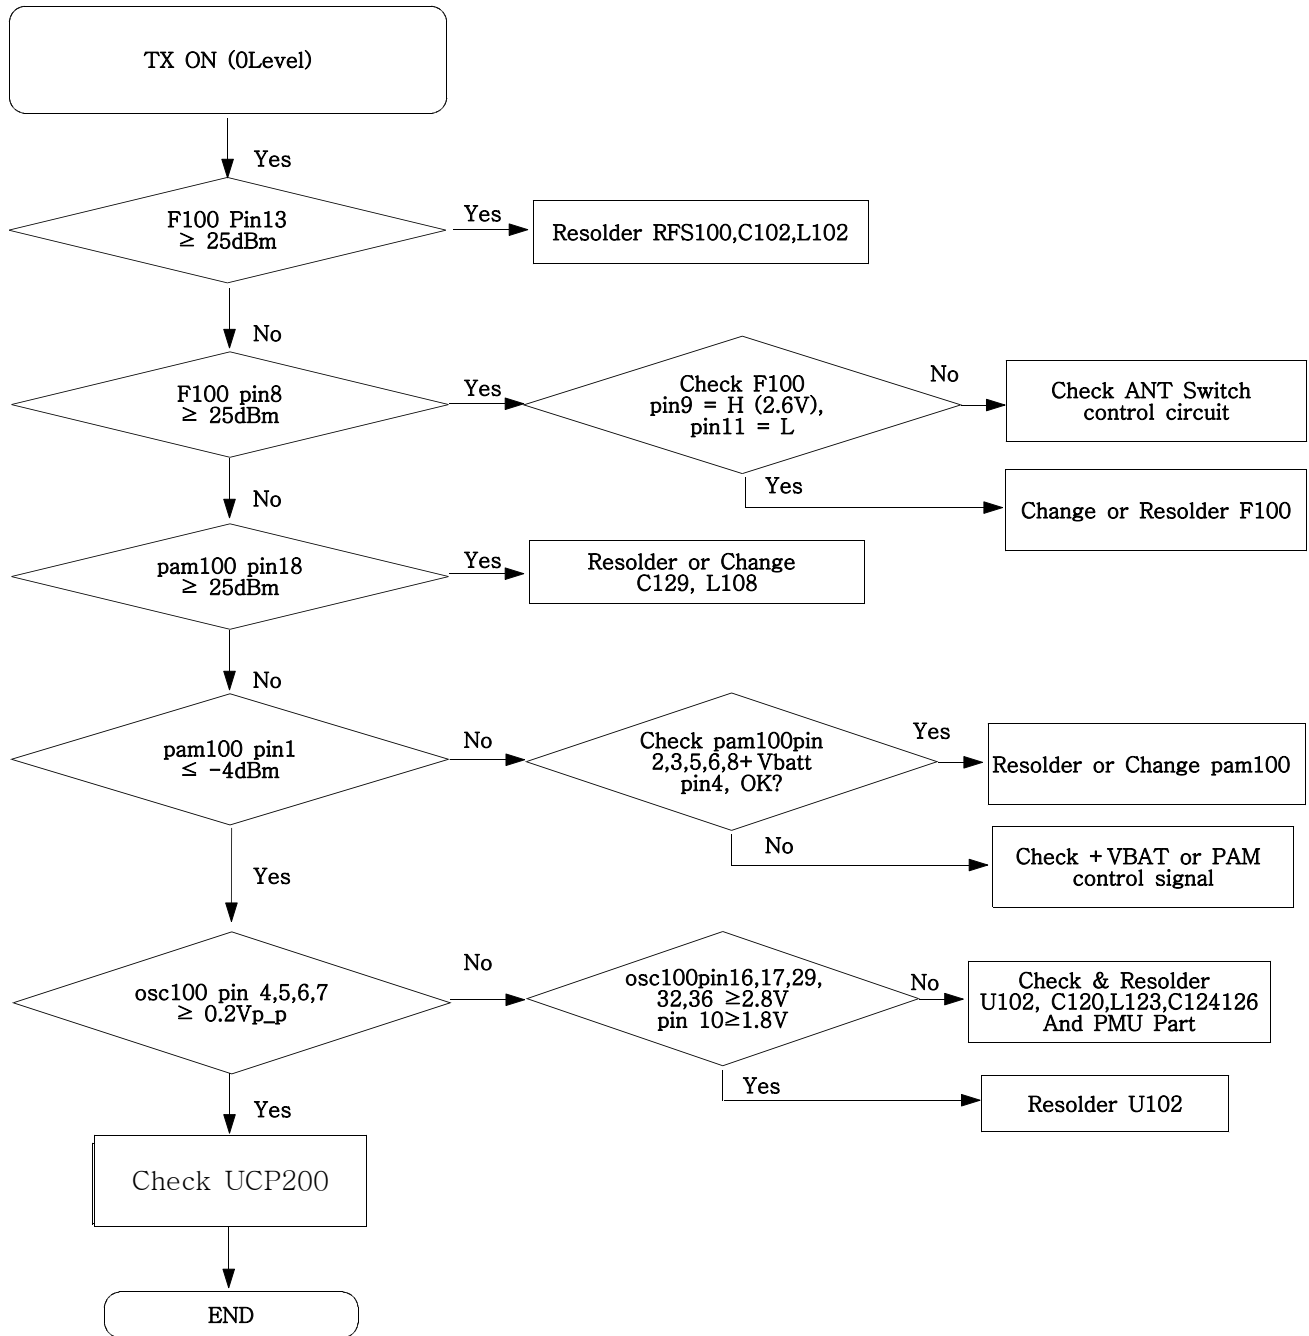 TX ON (0Level)
Yes
F100 Pin13
≥ 25dBm
Yes
Resolder RFS100,C102,L102
No
F100 pin8
≥ 25dBm
Yes
Check F100
pin9 = H (2.6V),
pin11 = L
No
Check ANT Switch
control circuit
Yes
Change or Resolder F100
No
pam100 pin18
≥ 25dBm
Yes
Resolder or Change
C129, L108
No
pam100 pin1
≤ -4dBm
No
Check pam100pin
2,3,5,6,8+Vbatt
pin4, OK?
Yes
Resolder or Change pam100
No
Check +VBAT or PAM
control signal
Yes
osc100 pin 4,5,6,7
≥ 0.2Vp_p
No
osc100pin16,17,29,
32,36 ≥2.8V
pin 10≥1.8V
No
Check & Resolder
U102, C120,L123,C124126
And PMU Part
Yes
Resolder U102
Yes
Check UCP200
END